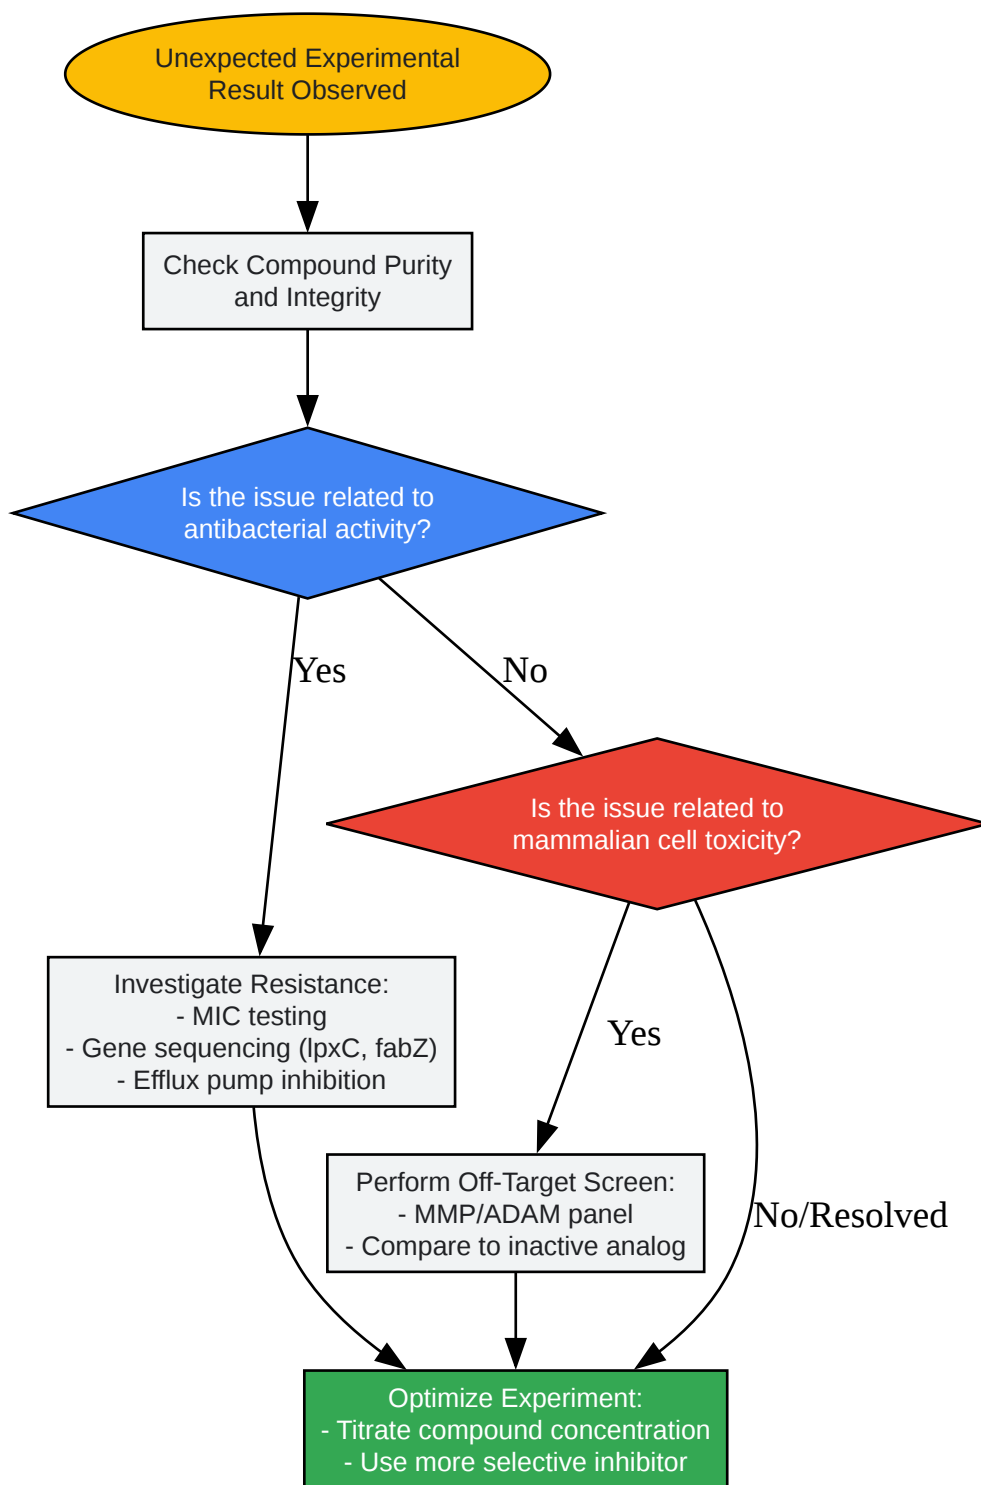 Unexpected Experimental
Result Observed
Check Compound Purity
and Integrity
Is the issue related to
antibacterial activity?
Yes
No
Is the issue related to
mammalian cell toxicity?
Investigate Resistance:
- MIC testing
- Gene sequencing (lpxC, fabZ)
- Efflux pump inhibition
Yes
Perform Off-Target Screen:
- MMP/ADAM panel
- Compare to inactive analog
No/Resolved
Optimize Experiment:
- Titrate compound concentration
- Use more selective inhibitor